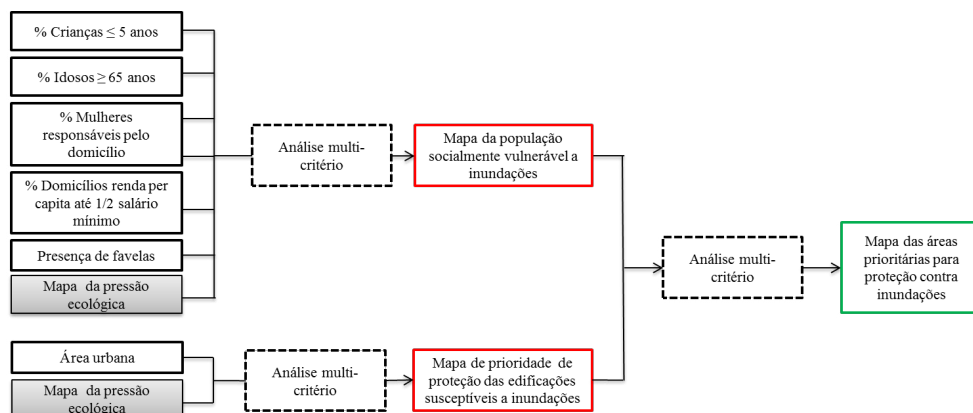 % Crianças ≤ 5 anos
% Idosos ≥ 65 anos
% Mulheres
responsáveis pelo
domicílio
% Domicílios renda per
capita até 1/2 salário
mínimo
Presença de favelas
Mapa da pressão
ecológica
Análise multi-
critério
Mapa da população
socialmente vulnerável a
inundações
Área urbana
Mapa da pressão
ecológica
Análise multi-
critério
Mapa de prioridade de
proteção das edificações
susceptíveis a inundações
Análise multi-
critério
Mapa das áreas
prioritárias para
proteção contra
inundações